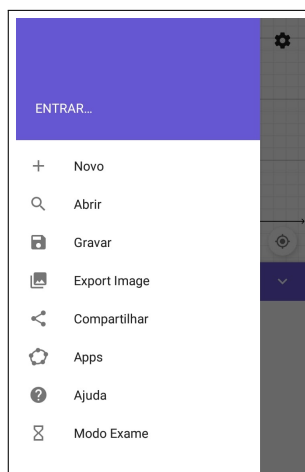 ENTRAR...
Novo
Abrir
Gravar
Export Image
Compartilhar
Apps
Ajuda
Modo Exame